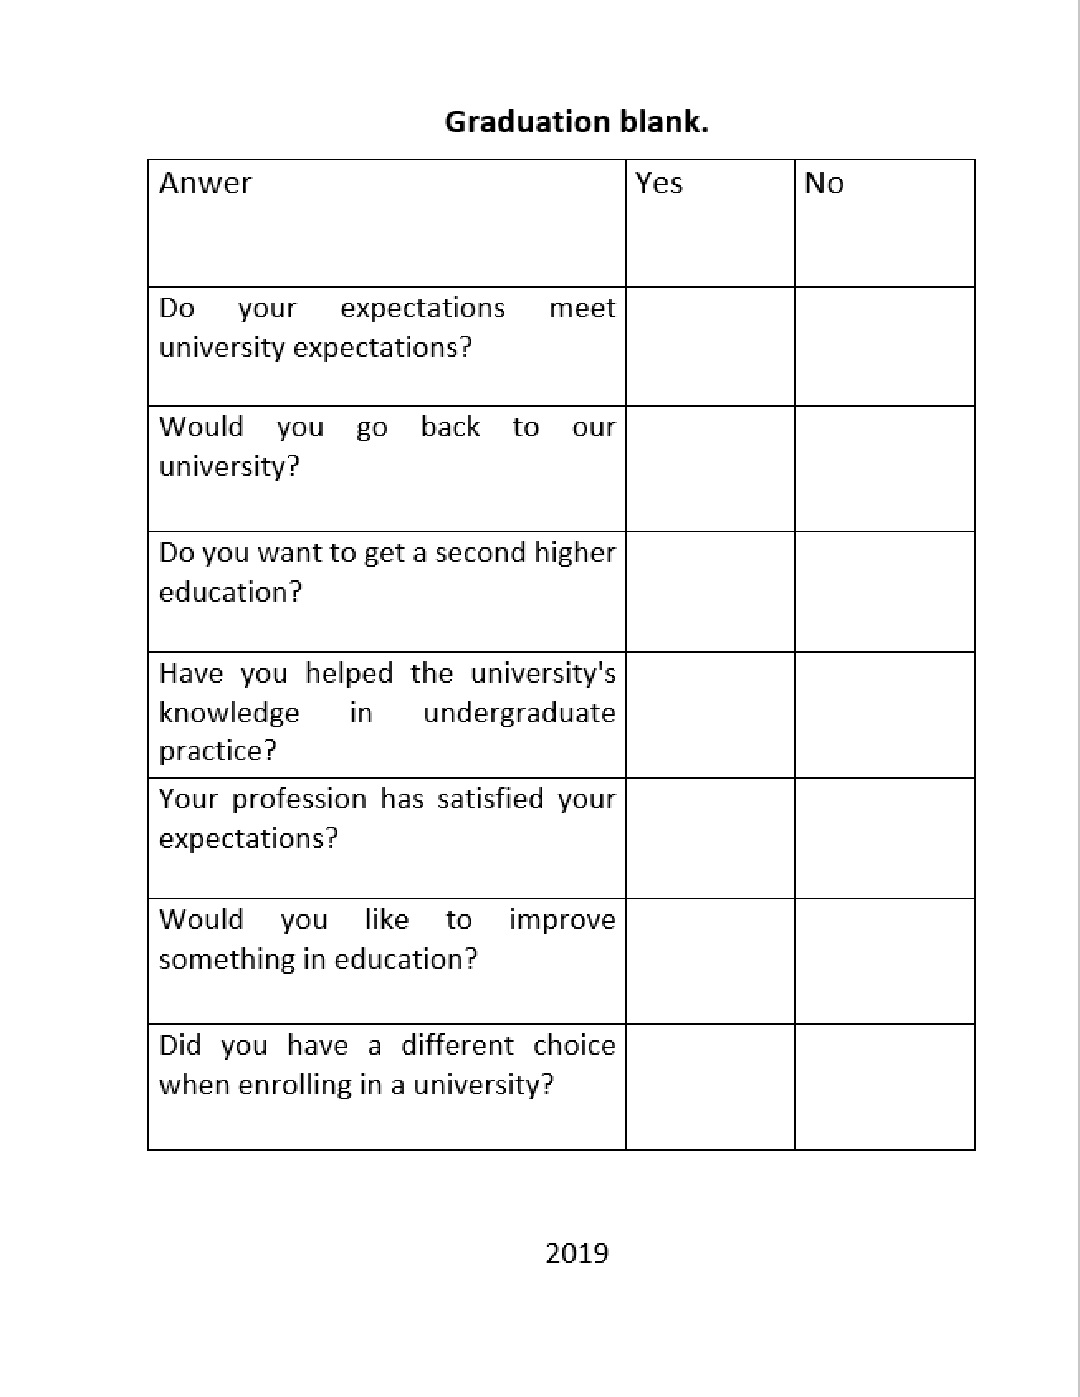 Graduation blank.
Anwer Yes No
Do your expectations meet
university expectations?
Would you go back to our
university?
Do you want to get a second higher
education?
Have you helped the university's
knowledge in undergraduate
practice?
Your profession has satisfied your
expectations?
Would you like to improve
something in education?
Did you have a different choice
when enrolling in a university?
2019